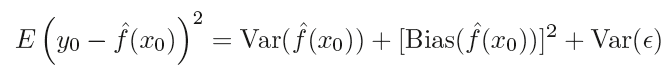 E(y0 − f̂(x0))² = Var(f̂(x0)) + [Bias(f̂(x0))]² + Var(ϵ)